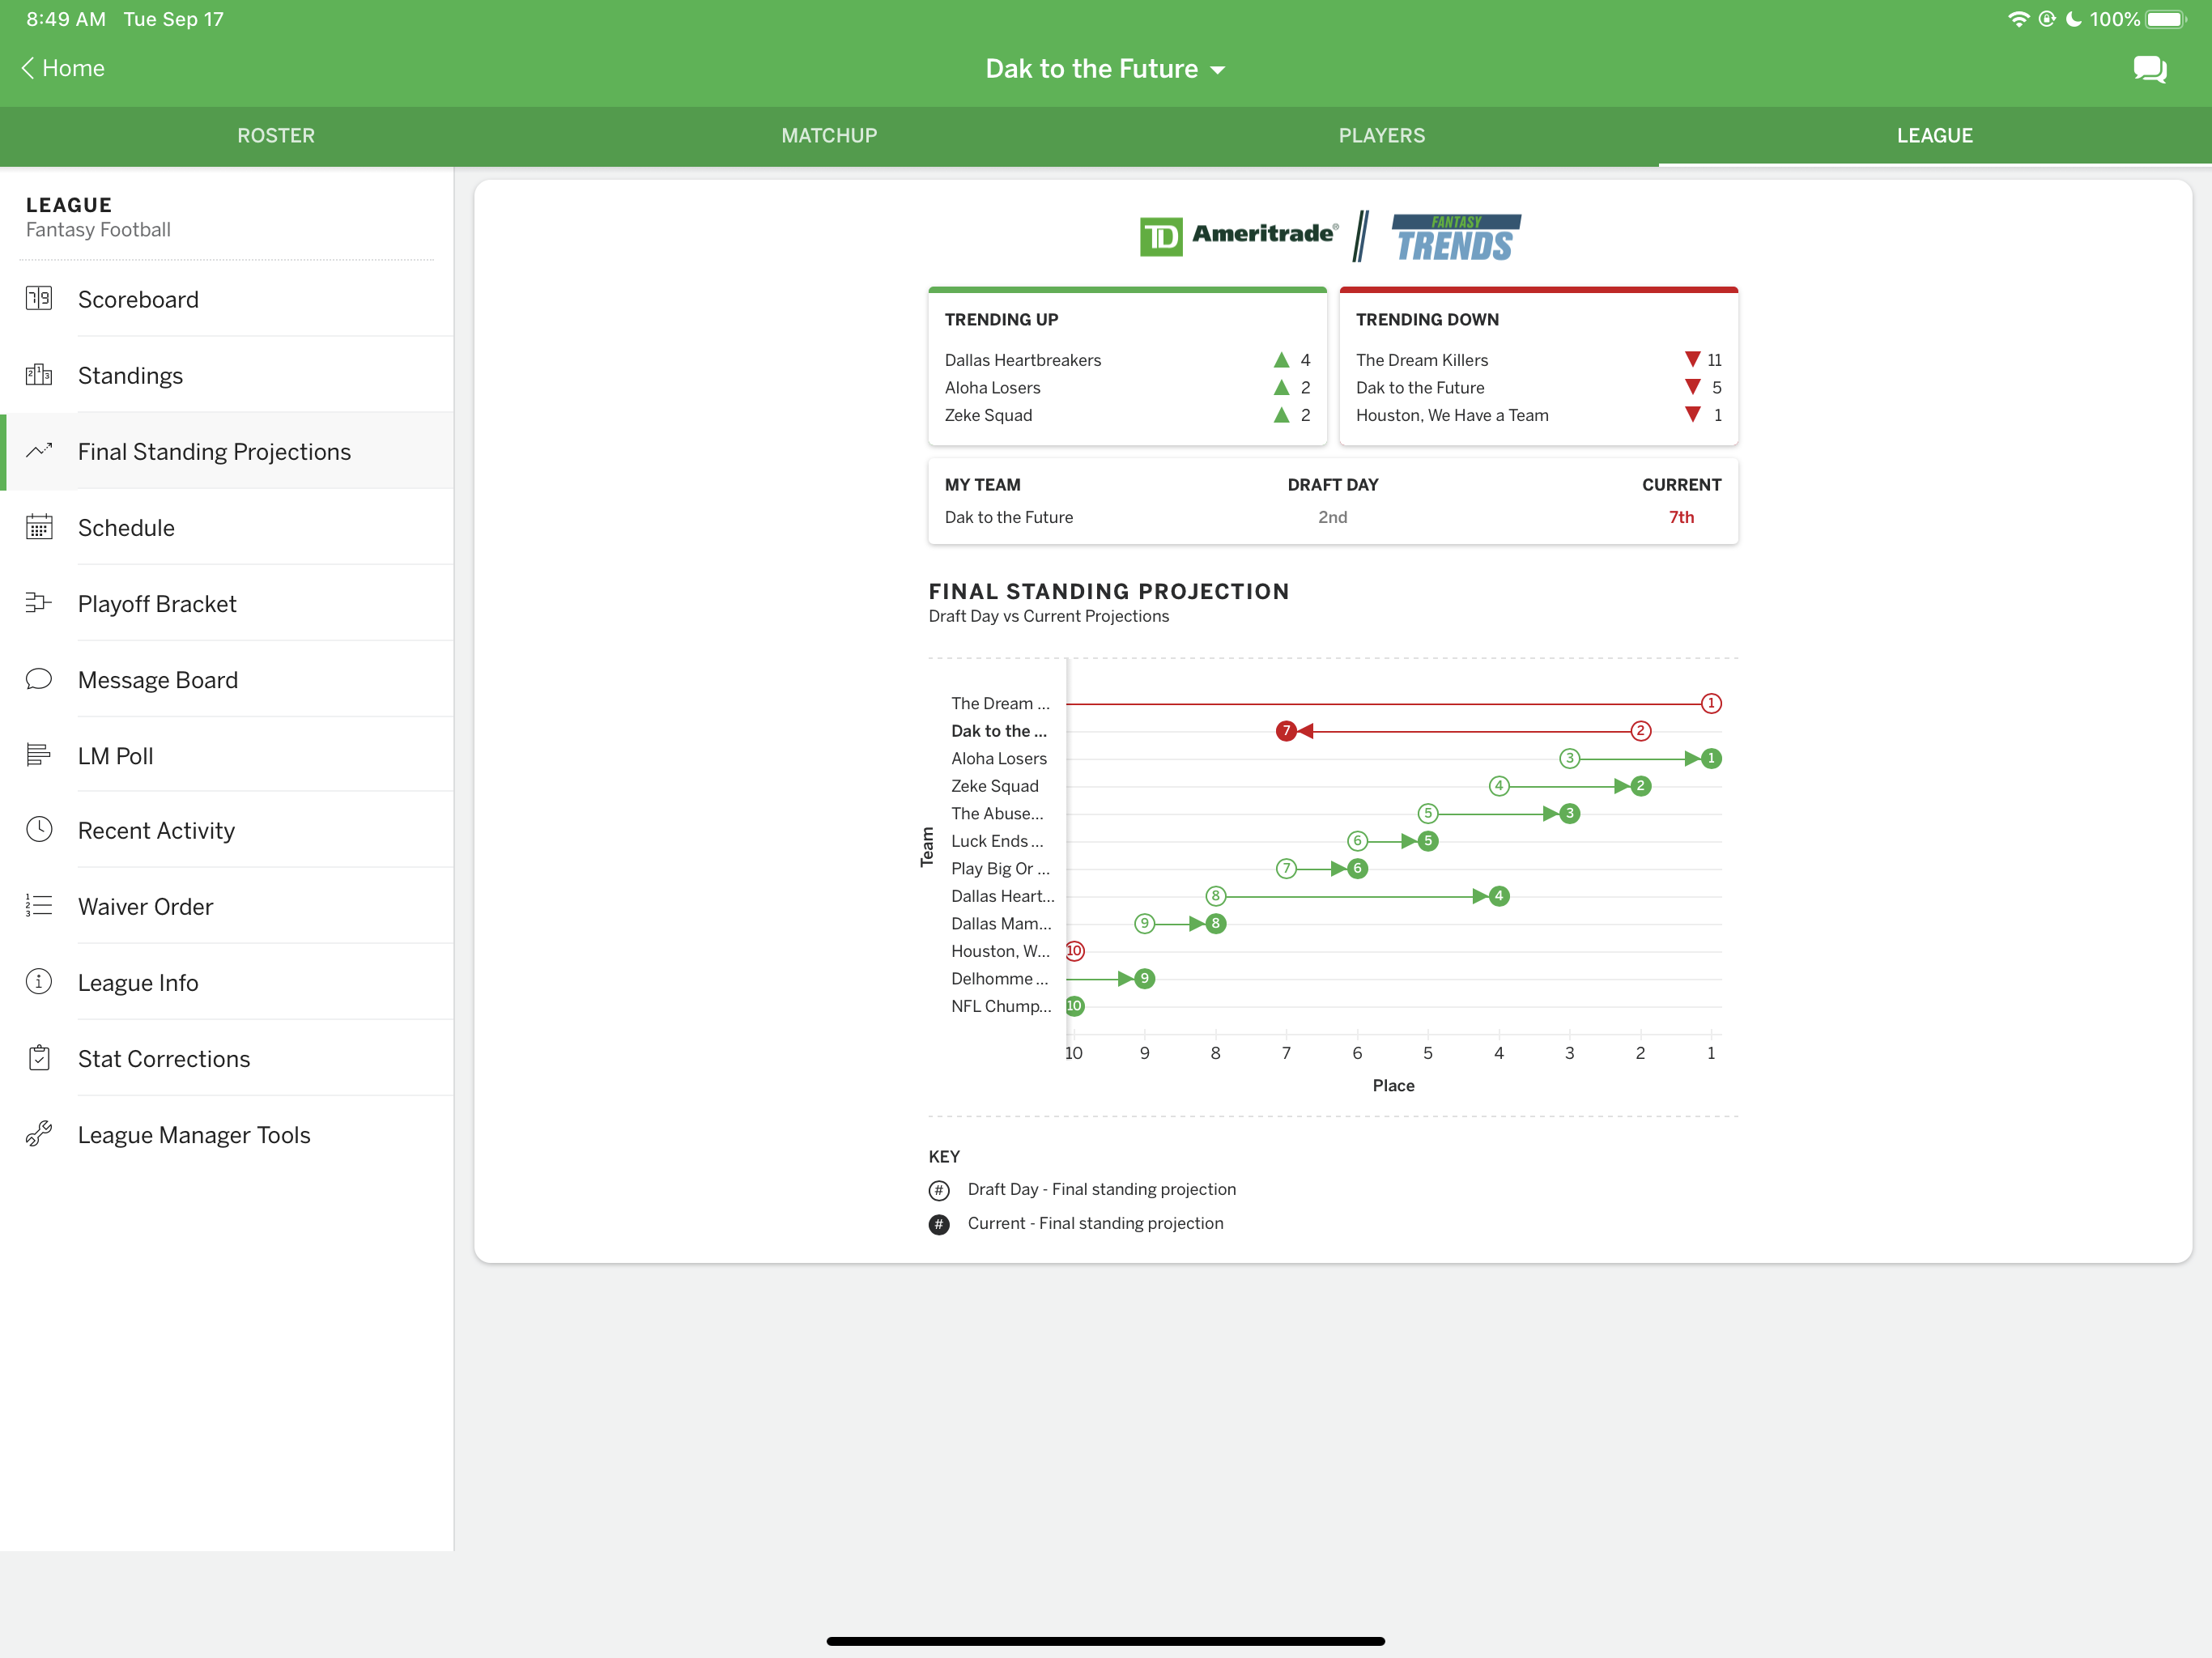 8:49 AM Tue Sep 17
100%
Home
Dak to the Future
ROSTER
MATCHUP
PLAYERS
LEAGUE
LEAGUE
Fantasy Football
Scoreboard
Standings
Final Standing Projections
Schedule
Playoff Bracket
Message Board
LM Poll
Recent Activity
Waiver Order
League Info
Stat Corrections
League Manager Tools
TD Ameritrade®
FANTASY
TRENDS
TRENDING UP
Dallas Heartbreakers 4
Aloha Losers 2
Zeke Squad 2
TRENDING DOWN
The Dream Killers 11
Dak to the Future 5
Houston, We Have a Team 1
MY TEAM DRAFT DAY CURRENT
Dak to the Future 2nd 7th
FINAL STANDING PROJECTION
Draft Day vs Current Projections
Team
The Dream ... 1
Dak to the ... 7 2
Aloha Losers 3 1
Zeke Squad 4 2
The Abuse... 5 3
Luck Ends ... 6 5
Play Big Or ... 7 6
Dallas Heart... 8 4
Dallas Mam... 9 8
Houston, W... 10
Delhomme ... 9
NFL Chump... 10
10 9 8 7 6 5 4 3 2 1
Place
KEY
# Draft Day - Final standing projection
# Current - Final standing projection